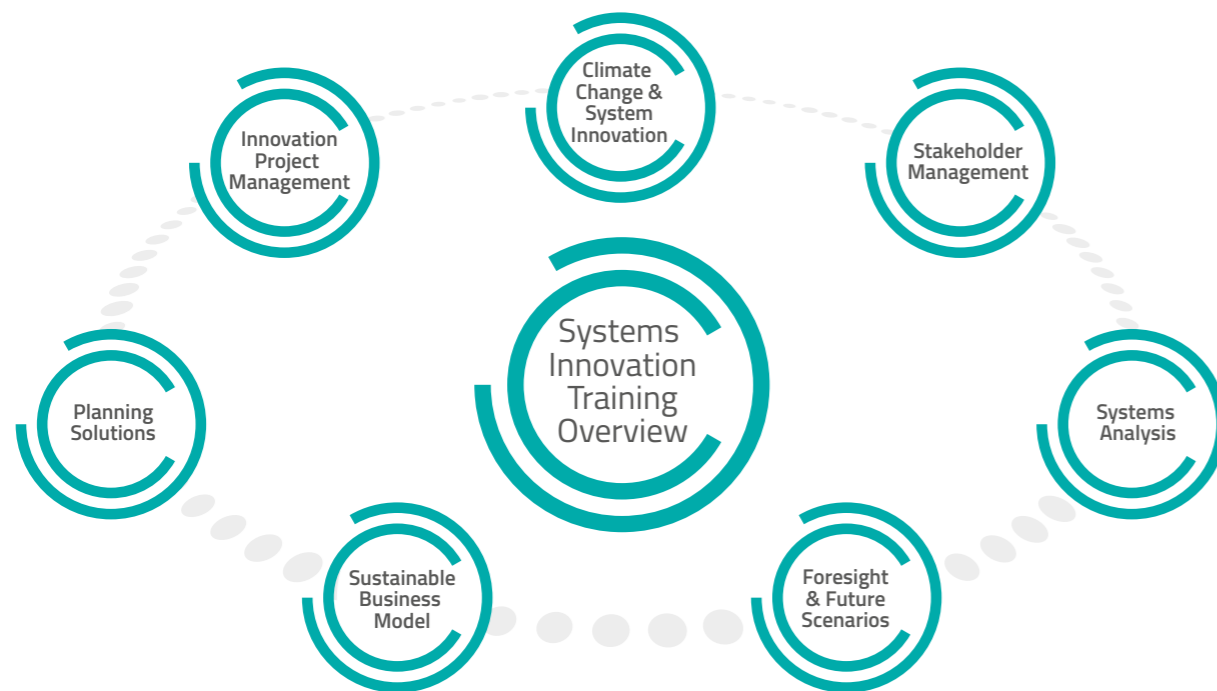 Climate
Change &
System
Innovation
Innovation
Project
Management
Stakeholder
Management
Systems
Innovation
Training
Overview
Planning
Solutions
Systems
Analysis
Sustainable
Business
Model
Foresight
& Future
Scenarios